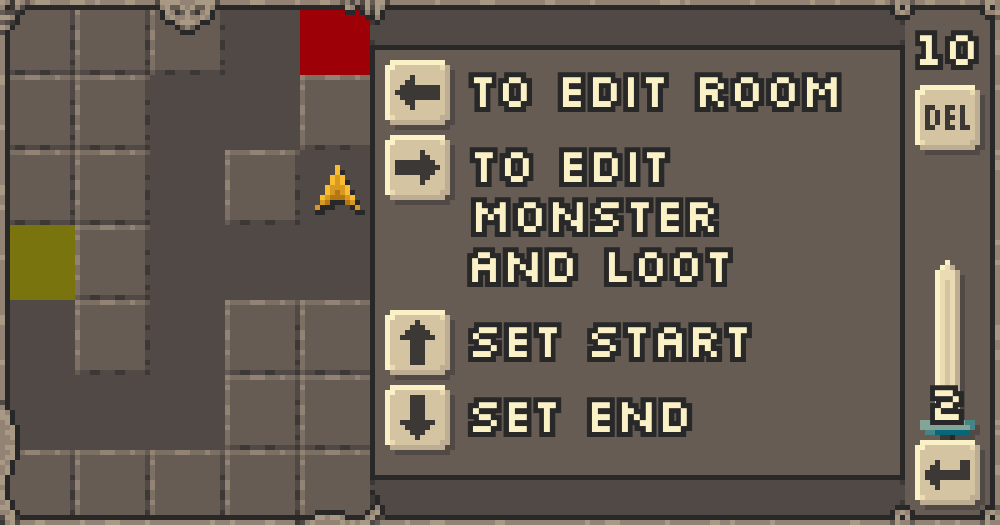 TO EDIT ROOM
TO EDIT
MONSTER
AND LOOT
SET START
SET END
10
DEL
2